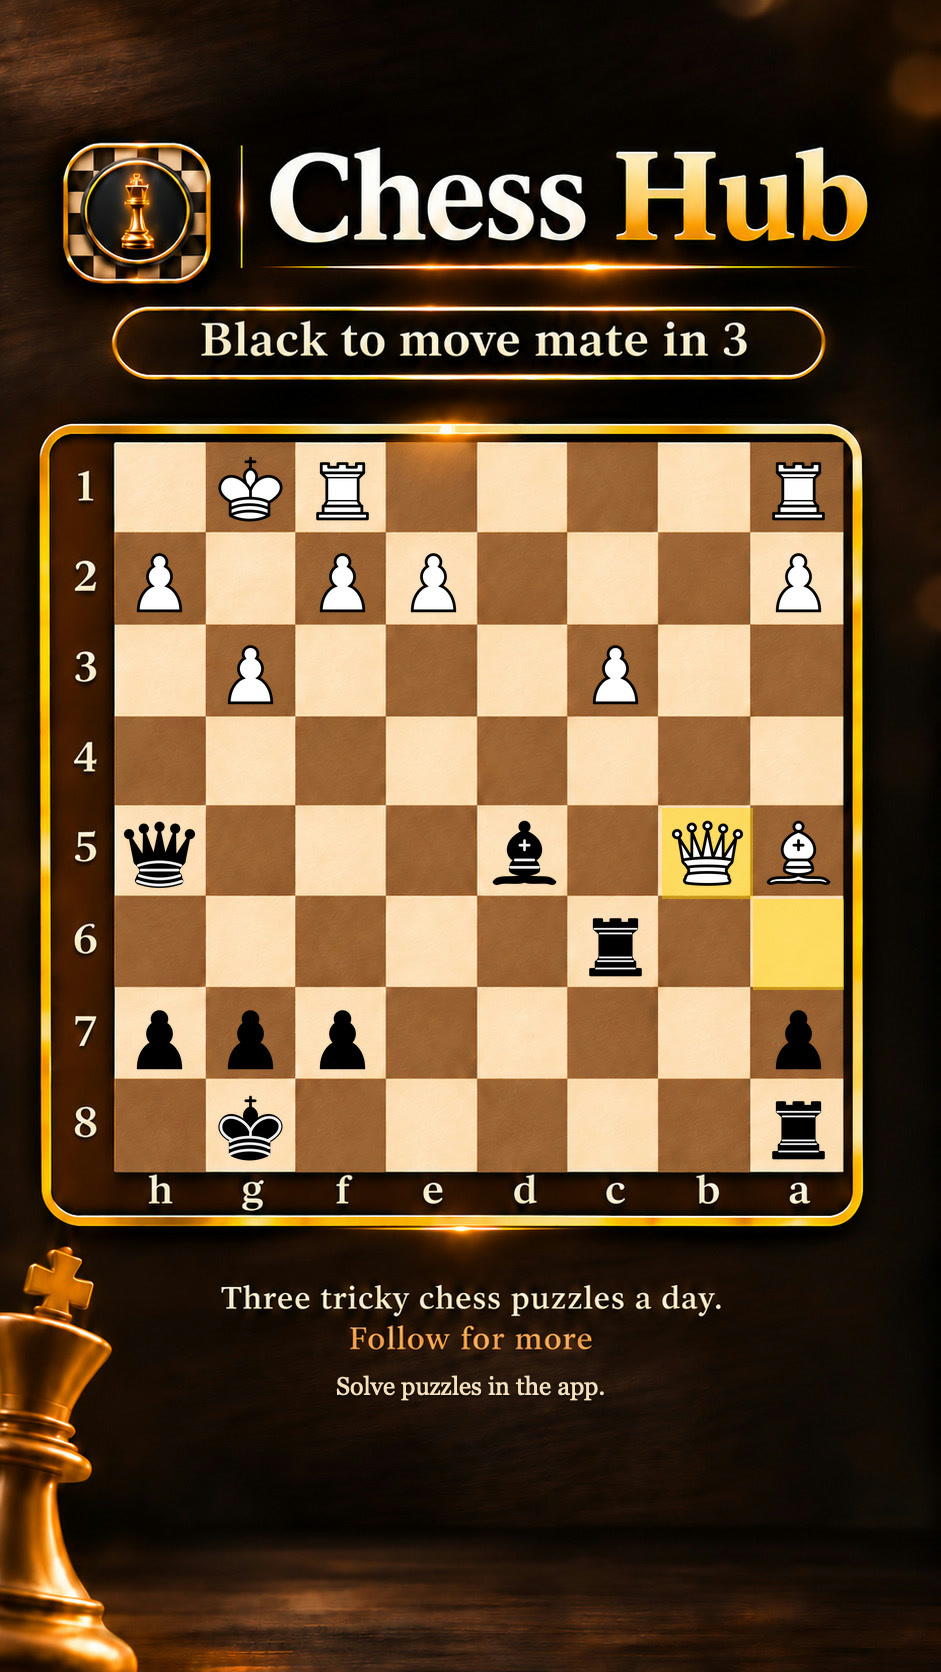 Chess Hub
Black to move mate in 3
1
2
3
4
5
6
7
8
h g f e d c b a
Three tricky chess puzzles a day.
Follow for more
Solve puzzles in the app.